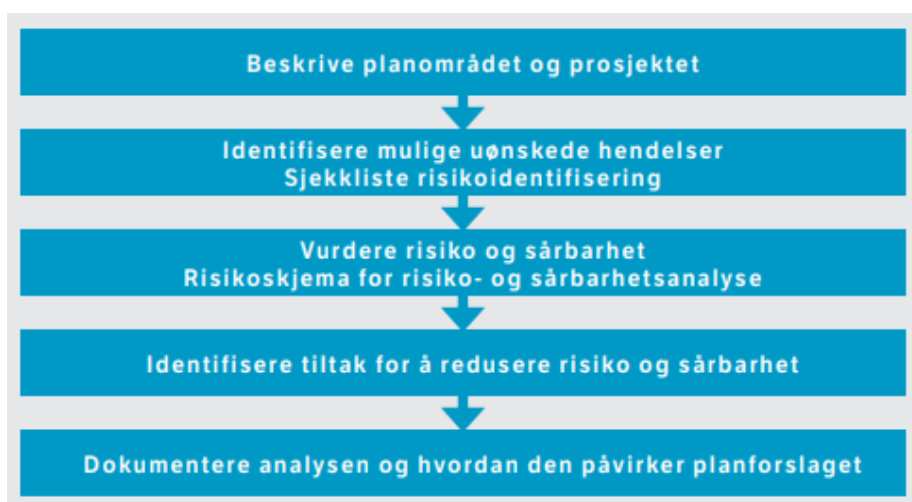 Beskrive planområdet og prosjektet
Identifisere mulige uønskede hendelser
Sjekkliste risikoidentifisering
Vurdere risiko og sårbarhet
Risikoskjema for risiko- og sårbarhetsanalyse
Identifisere tiltak for å redusere risiko og sårbarhet
Dokumentere analysen og hvordan den påvirker planforslaget